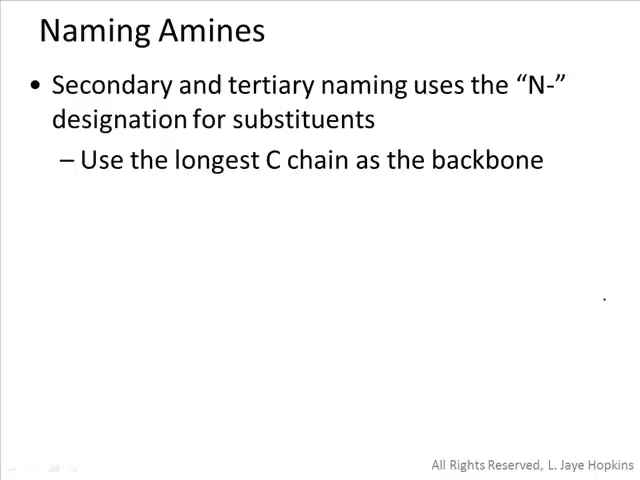 Naming Amines
• Secondary and tertiary naming uses the “N-”
designation for substituents
– Use the longest C chain as the backbone
All Rights Reserved, L. Jaye Hopkins